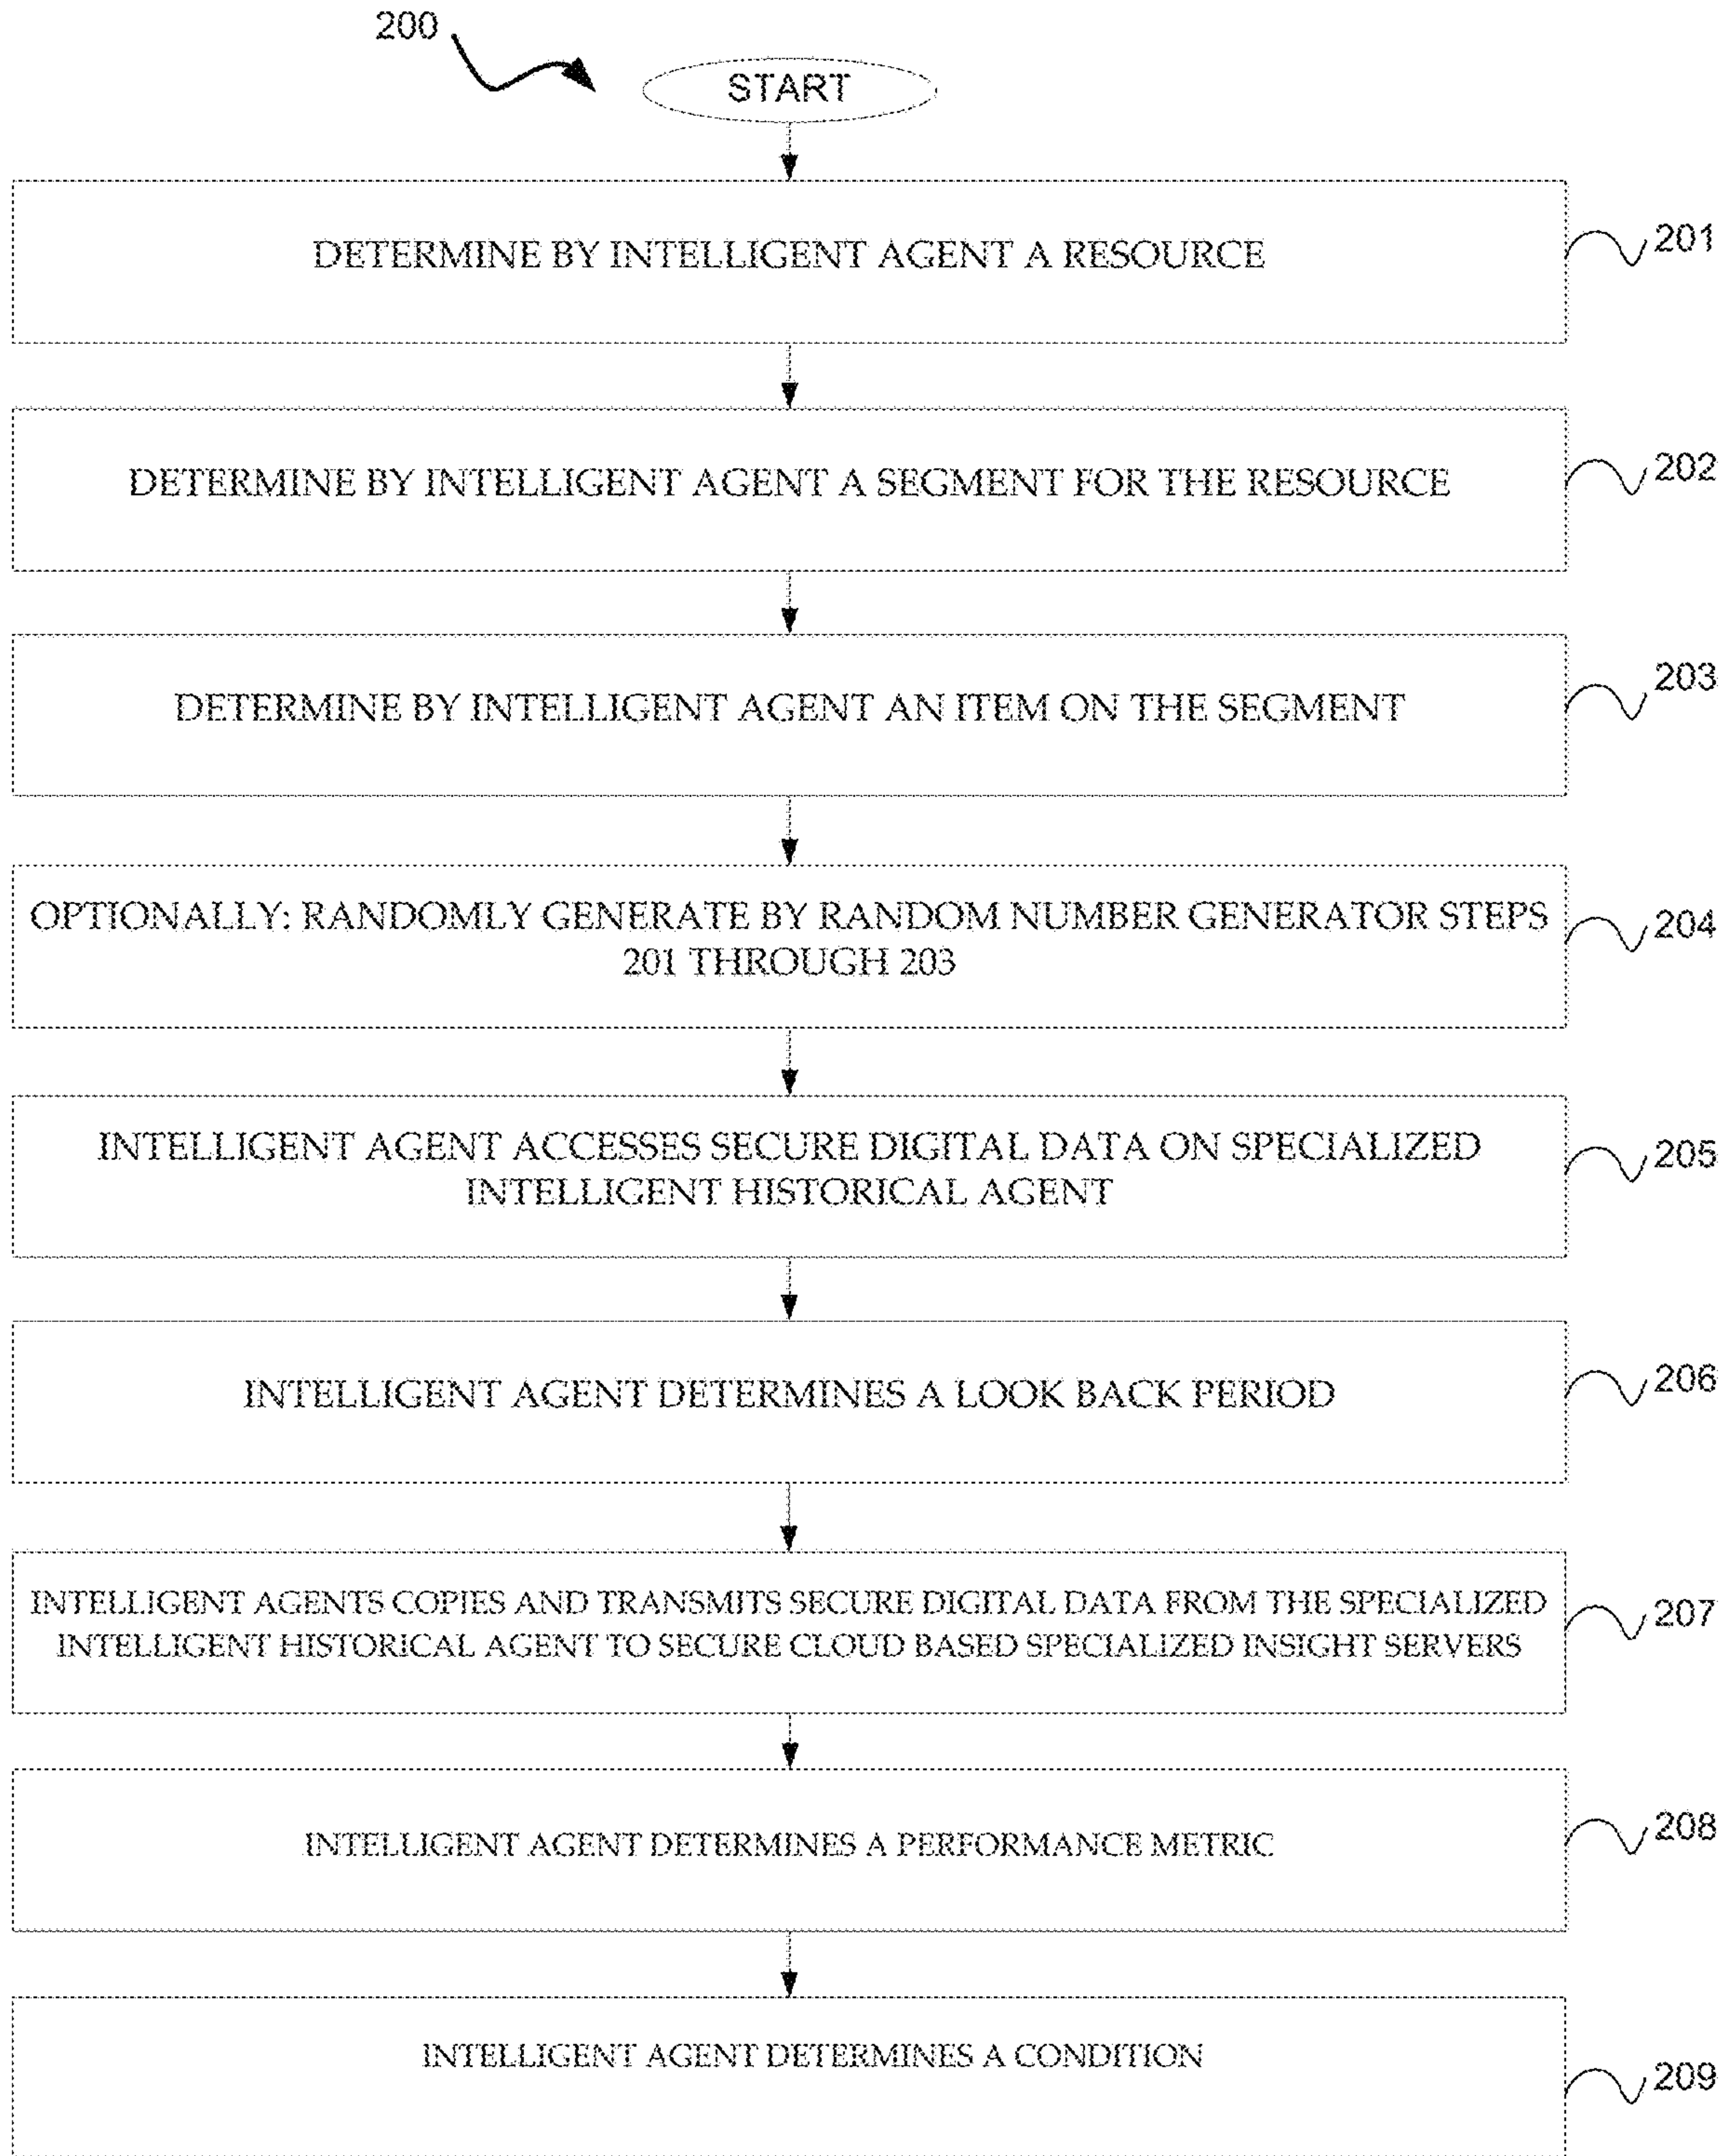 200
START
DETERMINE BY INTELLIGENT AGENT A RESOURCE
201
DETERMINE BY INTELLIGENT AGENT A SEGMENT FOR THE RESOURCE
202
DETERMINE BY INTELLIGENT AGENT AN ITEM ON THE SEGMENT
203
OPTIONALLY: RANDOMLY GENERATE BY RANDOM NUMBER GENERATOR STEPS
201 THROUGH 203
204
INTELLIGENT AGENT ACCESSES SECURE DIGITAL DATA ON SPECIALIZED
INTELLIGENT HISTORICAL AGENT
205
INTELLIGENT AGENT DETERMINES A LOOK BACK PERIOD
206
INTELLIGENT AGENTS COPIES AND TRANSMITS SECURE DIGITAL DATA FROM THE SPECIALIZED
INTELLIGENT HISTORICAL AGENT TO SECURE CLOUD BASED SPECIALIZED INSIGHT SERVERS
207
INTELLIGENT AGENT DETERMINES A PERFORMANCE METRIC
208
INTELLIGENT AGENT DETERMINES A CONDITION
209